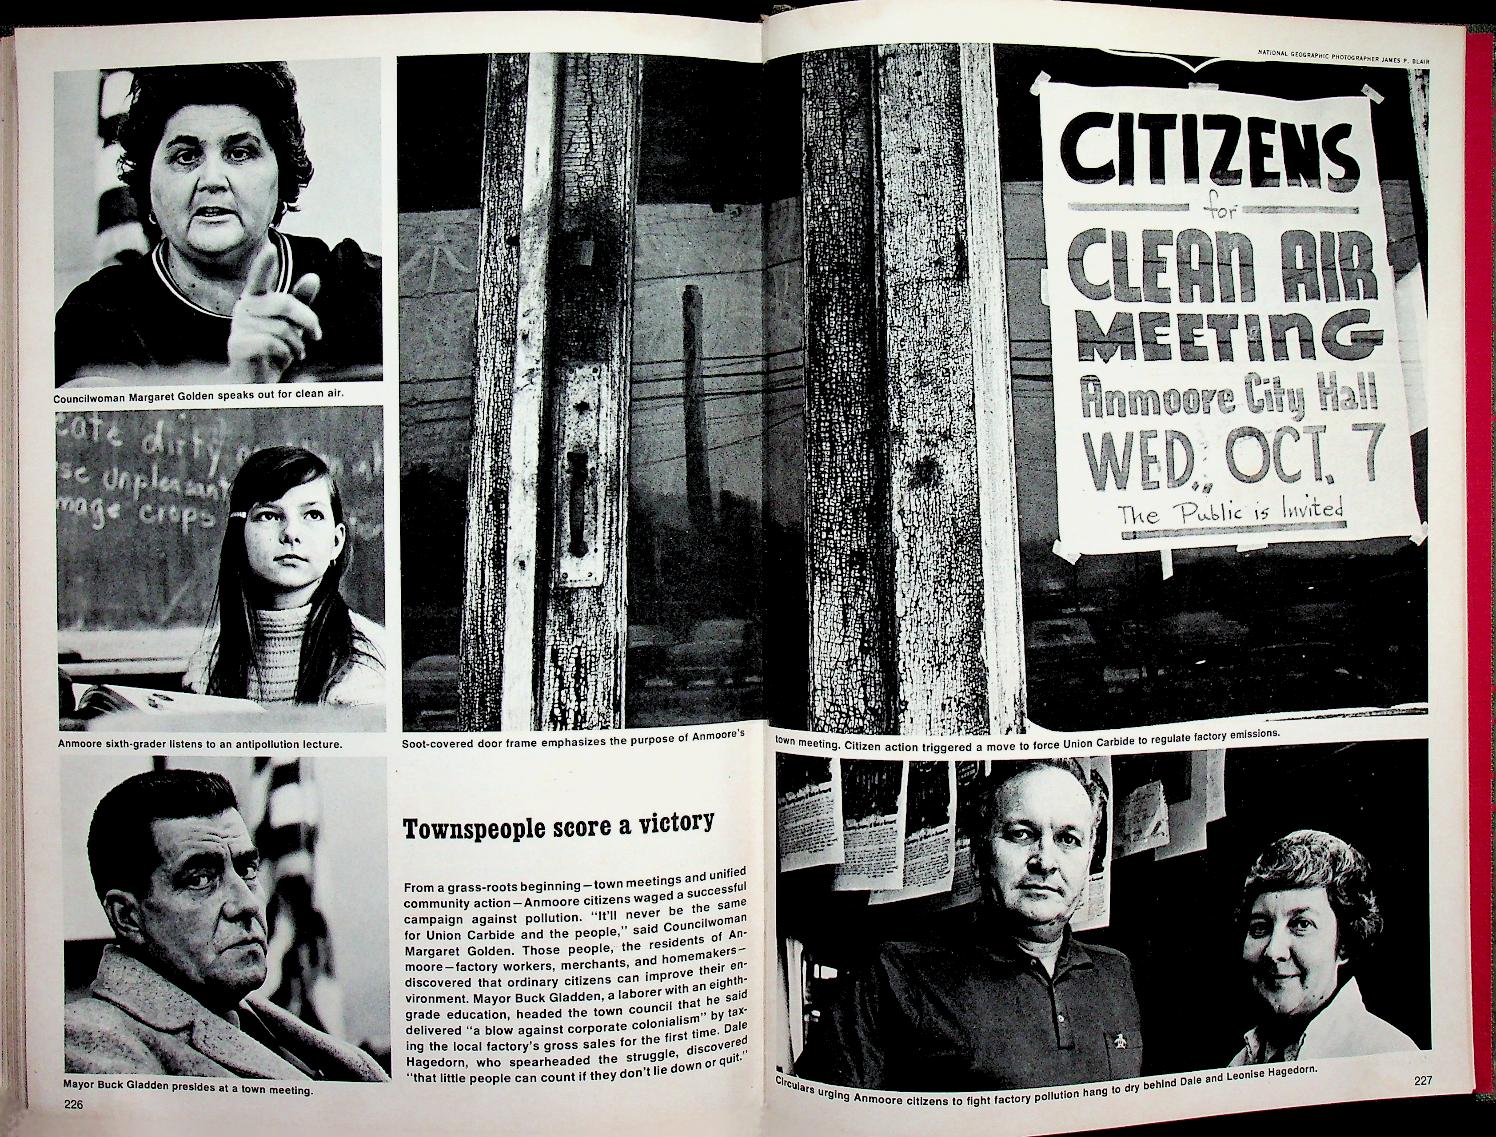 NATIONAL GEOGRAPHIC PHOTOGRAPHER JAMES P. BLAIR
Councilwoman Margaret Golden speaks out for clean air.
dirty
unpleasant
crops
Anmoore sixth-grader listens to an antipollution lecture.
CITIZENS
for
CLEAN AIR
MEETING
Anmoore City Hall
WED., OCT. 7
The Public is Invited
Soot-covered door frame emphasizes the purpose of Anmoore's
town meeting. Citizen action triggered a move to force Union Carbide to regulate factory emissions.
Mayor Buck Gladden presides at a town meeting.
226
Townspeople score a victory
From a grass-roots beginning—town meetings and unified
community action—Anmoore citizens waged a successful
campaign against pollution. "It'll never be the same
for Union Carbide and the people," said Councilwoman
Margaret Golden. Those people, the residents of An-
moore—factory workers, merchants, and homemakers—
discovered that ordinary citizens can improve their en-
vironment. Mayor Buck Gladden, a laborer with an eighth-
grade education, headed the town council that he said
delivered "a blow against corporate colonialism" by tax-
ing the local factory's gross sales for the first time. Dale
Hagedorn, who spearheaded the struggle, discovered
"that little people can count if they don't lie down or quit."
Circulars urging Anmoore citizens to fight factory pollution hang to dry behind Dale and Leonise Hagedorn.
227